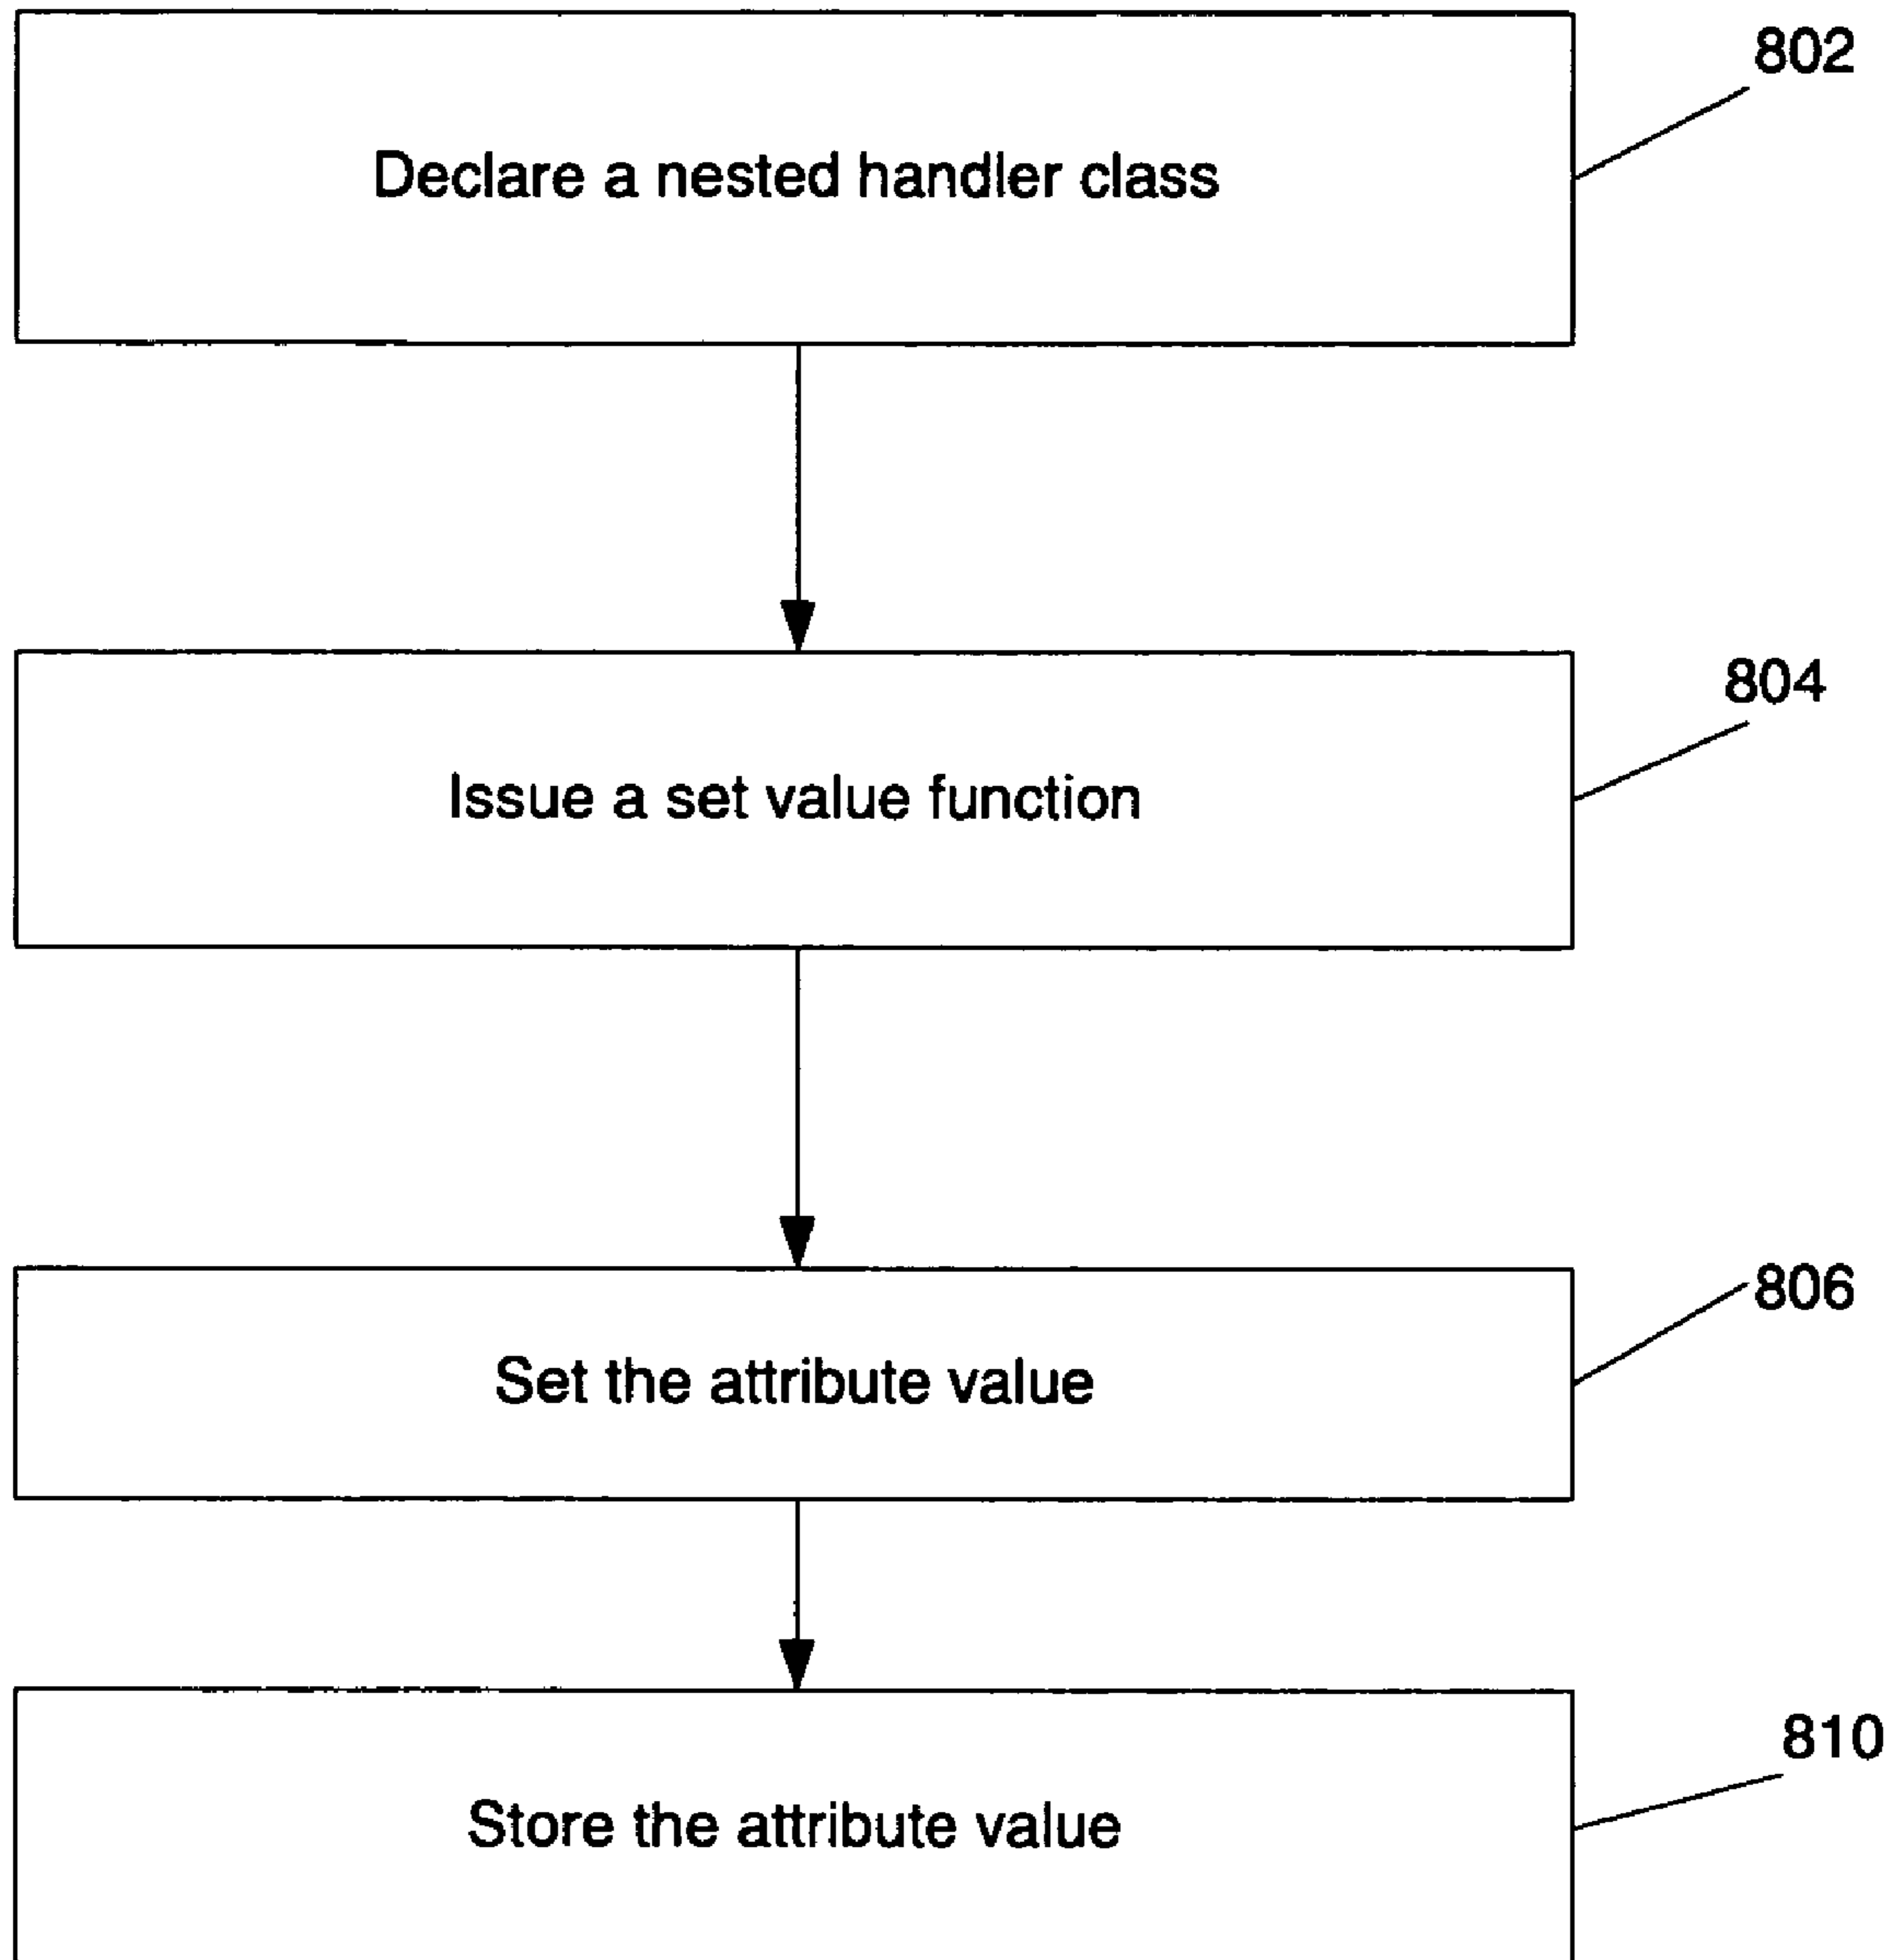 802
Declare a nested handler class
804
Issue a set value function
806
Set the attribute value
810
Store the attribute value